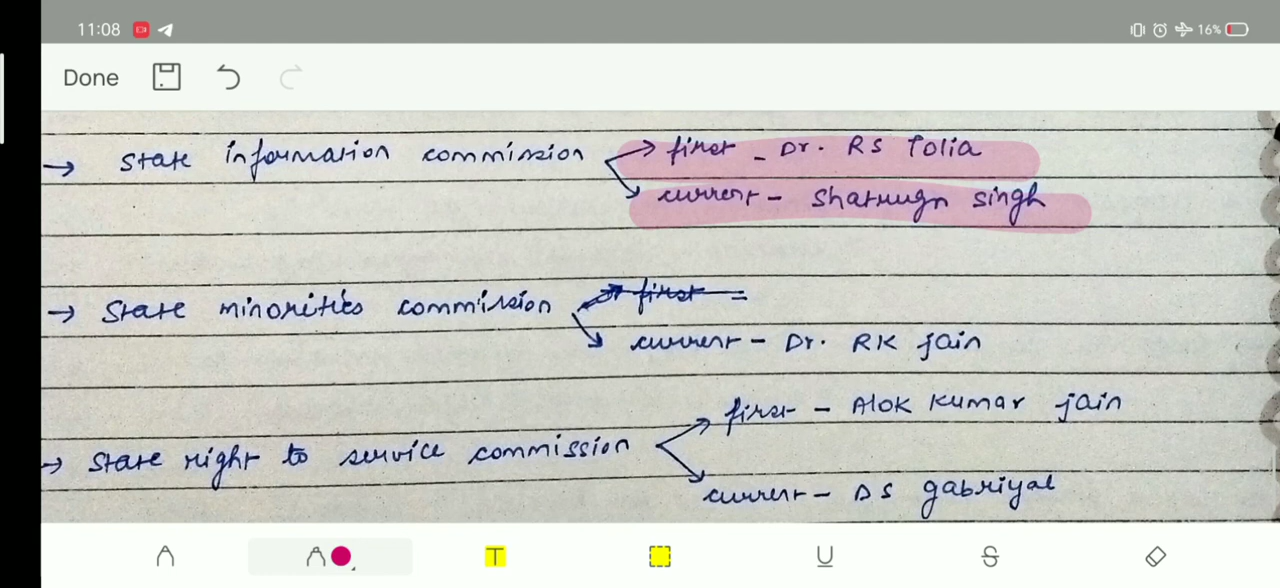 11:08
16%
Done
→ State information commission → first - Dr. RS Tolia
→ current - Shatrugn singh
→ State minorities commission → first =
→ current - Dr. RK jain
→ first - Alok Kumar jain
→ State right to service commission
current - DS gabriyal
T U S